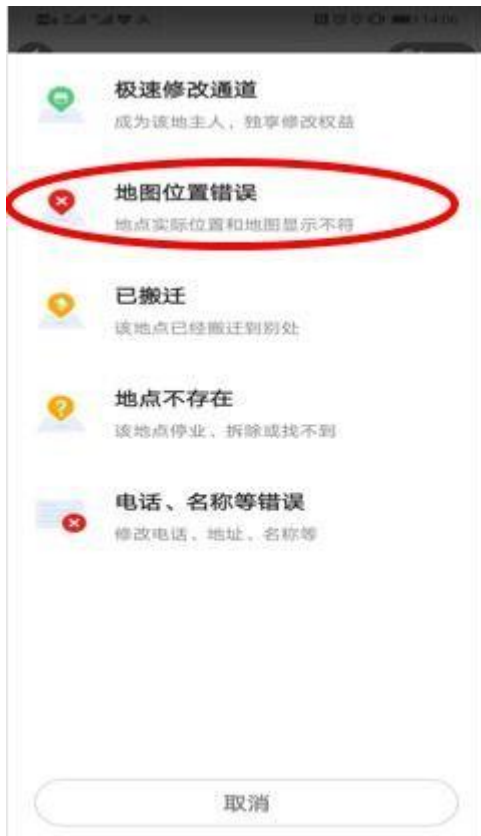 极速修改通道
成为该地主人，独享修改权益
地图位置错误
地点实际位置和地图显示不符
已搬迁
该地点已经搬迁到别处
地点不存在
该地点停业、拆除或找不到
电话、名称等错误
修改电话、地址、名称等
取消